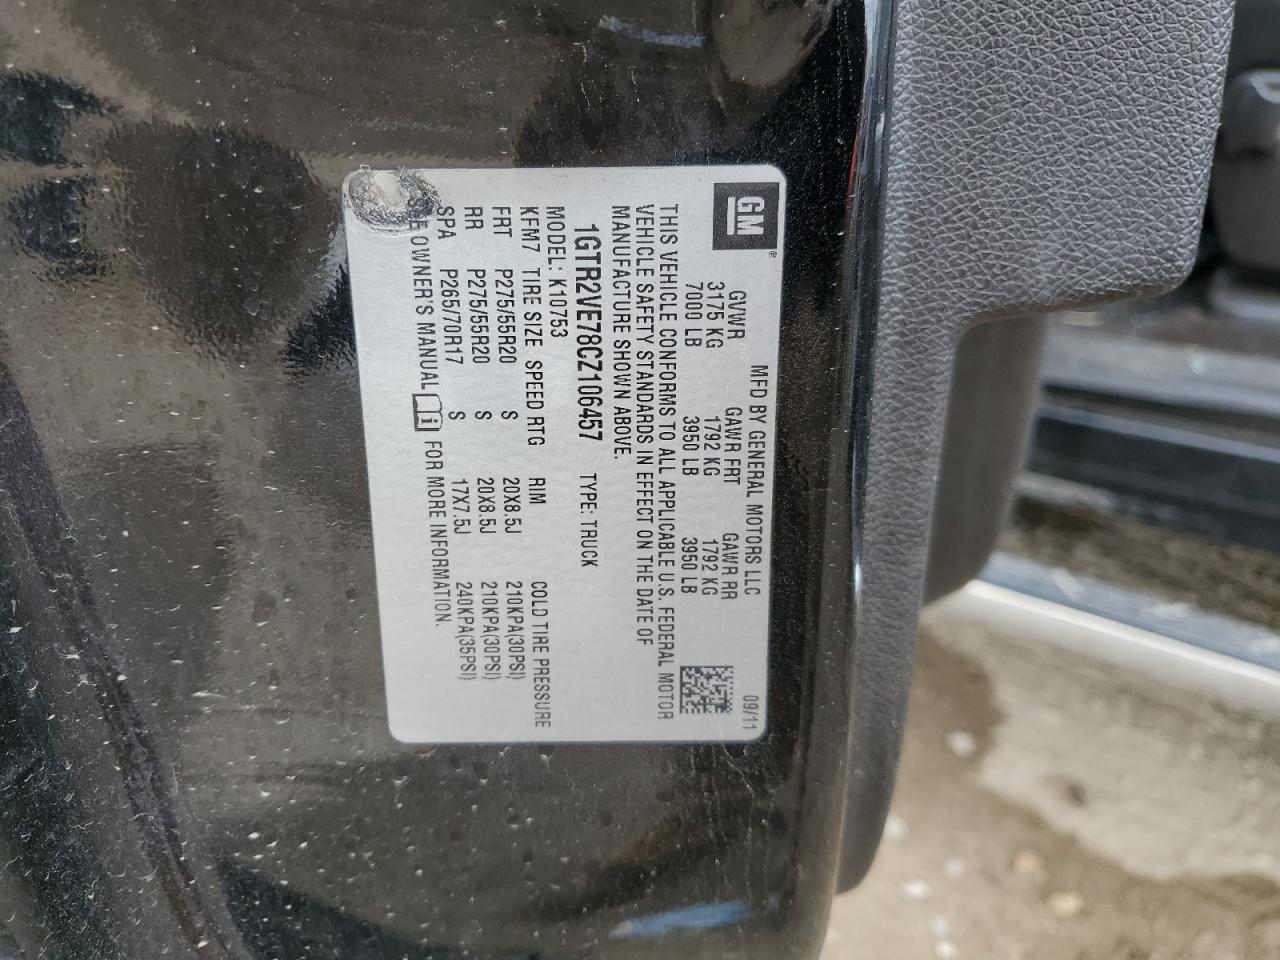 GM®
MFD BY GENERAL MOTORS LLC 09/11
GVWR GAWR FRT GAWR RR
3175 KG 1792 KG 1792 KG
7000 LB 3950 LB 3950 LB
THIS VEHICLE CONFORMS TO ALL APPLICABLE U.S. FEDERAL MOTOR
VEHICLE SAFETY STANDARDS IN EFFECT ON THE DATE OF
MANUFACTURE SHOWN ABOVE.
1GTR2VE78CZ106457 TYPE: TRUCK
MODEL: K10753
KFM7 TIRE SIZE SPEED RTG RIM COLD TIRE PRESSURE
FRT P275/55R20 S 20X8.5J 210KPA(30PSI)
RR P275/55R20 S 20X8.5J 210KPA(30PSI)
SPA P265/70R17 S 17X7.5J 240KPA(35PSI)
SEE OWNER'S MANUAL i FOR MORE INFORMATION.